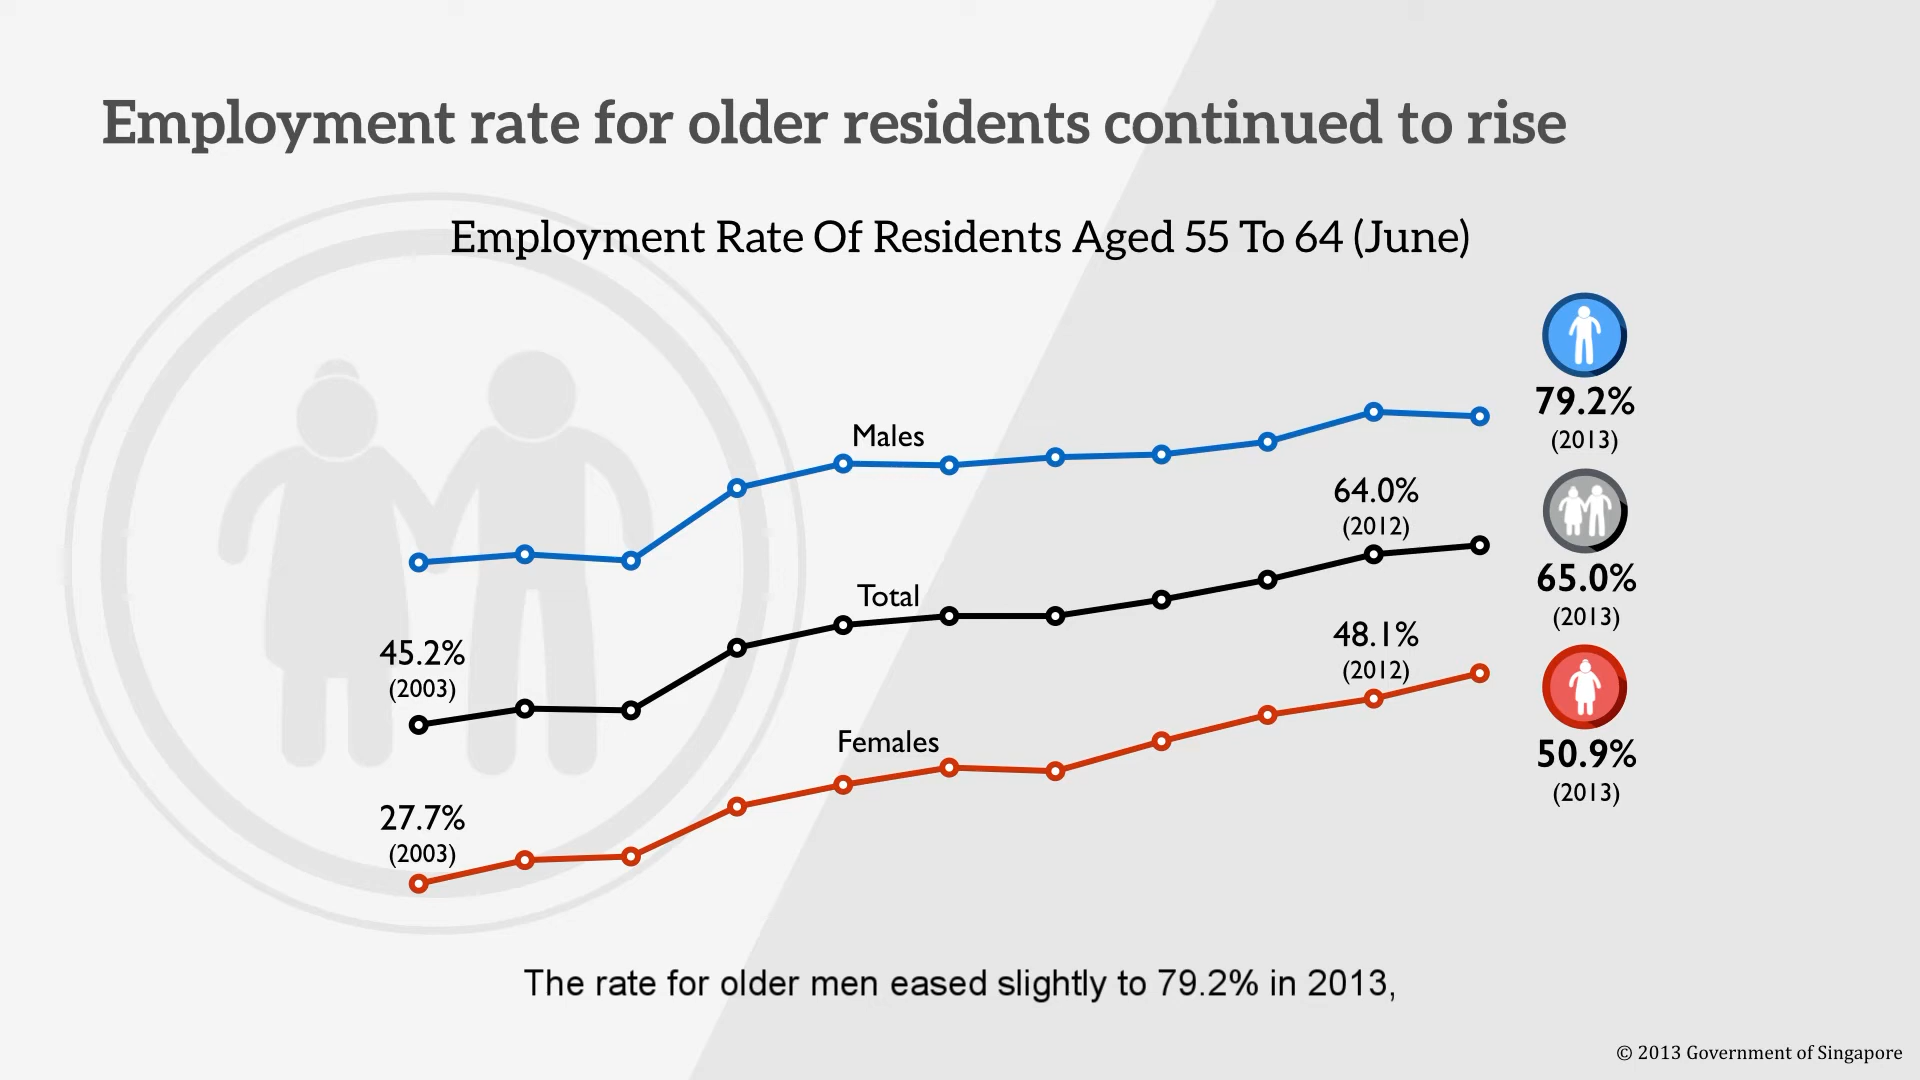 Employment rate for older residents continued to rise
Employment Rate Of Residents Aged 55 To 64 (June)
79.2%
(2013)
Males
64.0%
(2012)
65.0%
(2013)
Total
45.2%
(2003)
48.1%
(2012)
Females
50.9%
(2013)
27.7%
(2003)
The rate for older men eased slightly to 79.2% in 2013,
© 2013 Government of Singapore